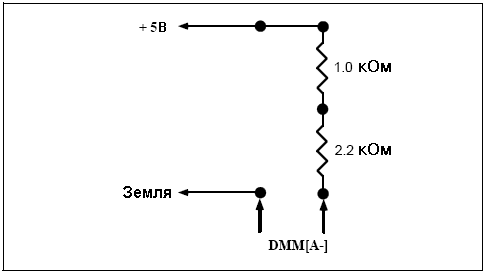 + 5В
1.0 кОм
2.2 кОм
Земля
DMM[A-]